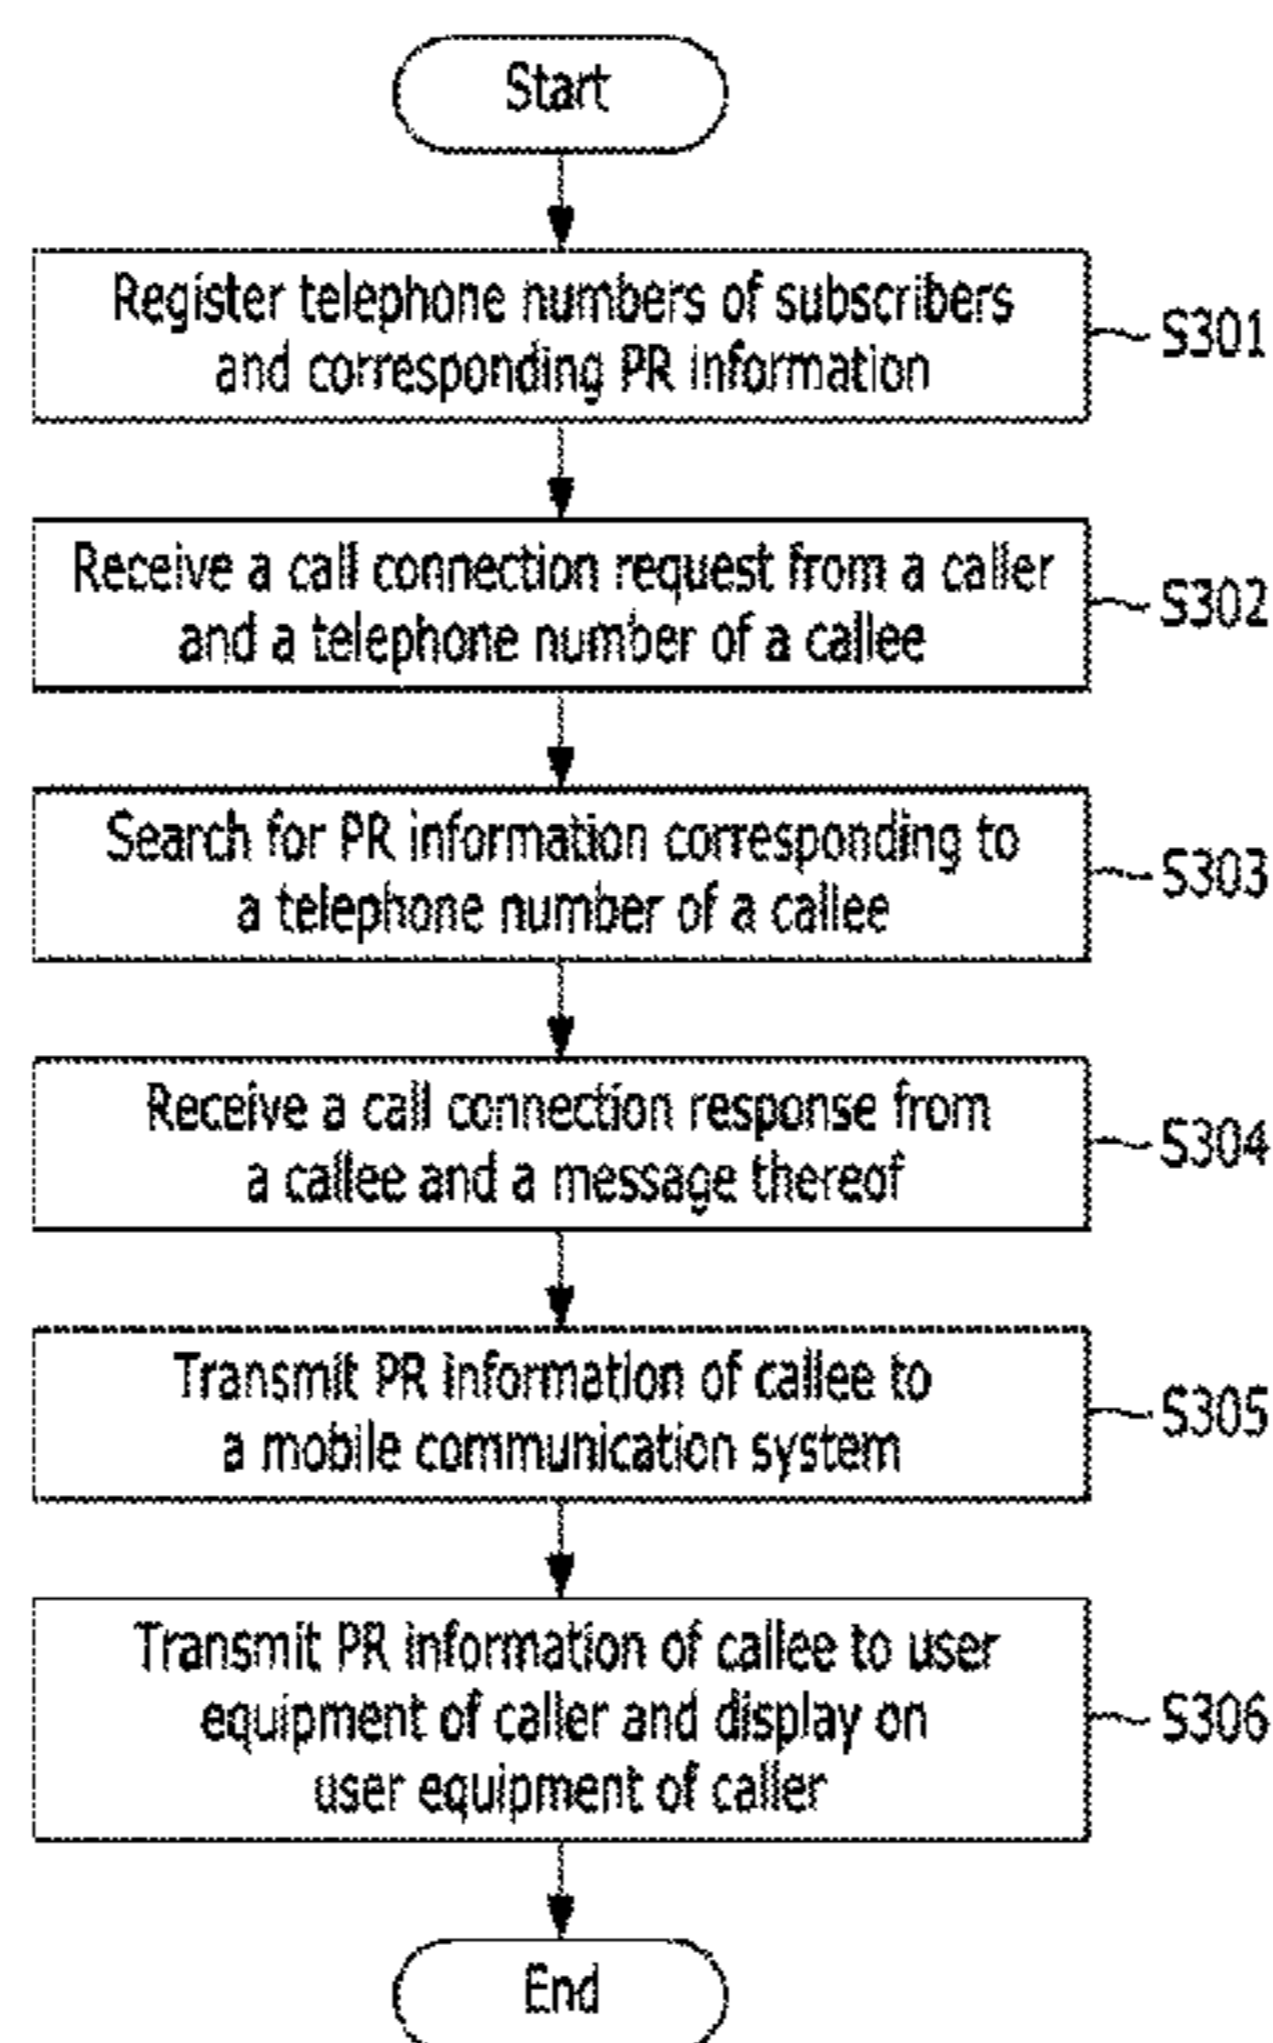 Start
Register telephone numbers of subscribers
and corresponding PR information
S301
Receive a call connection request from a caller
and a telephone number of a callee
S302
Search for PR information corresponding to
a telephone number of a callee
S303
Receive a call connection response from
a callee and a message thereof
S304
Transmit PR information of callee to
a mobile communication system
S305
Transmit PR information of callee to user
equipment of caller and display on
user equipment of caller
S306
End